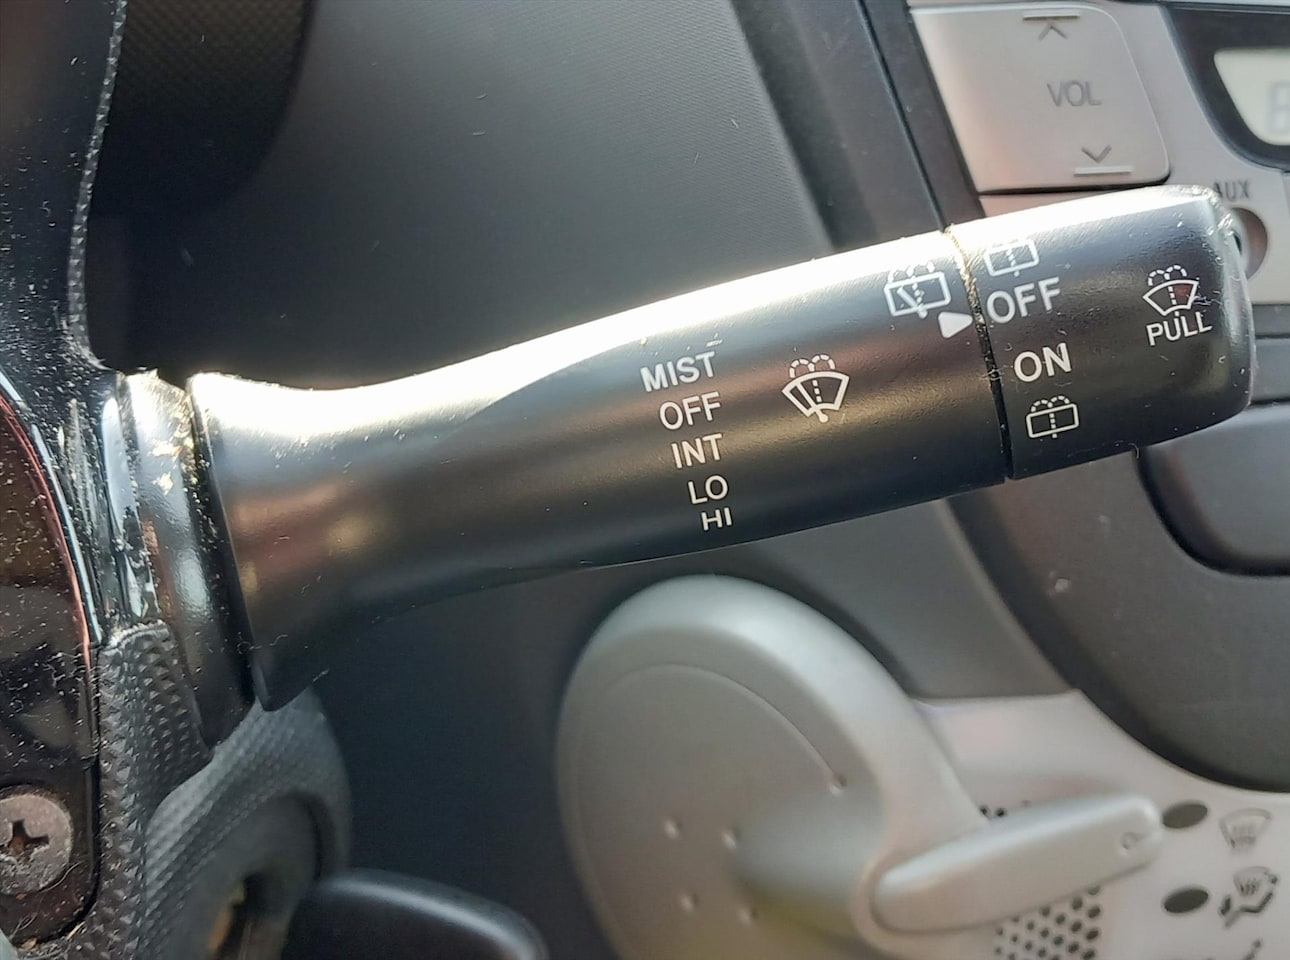 VOL
AUX
OFF
PULL
ON
MIST
OFF
INT
LO
HI